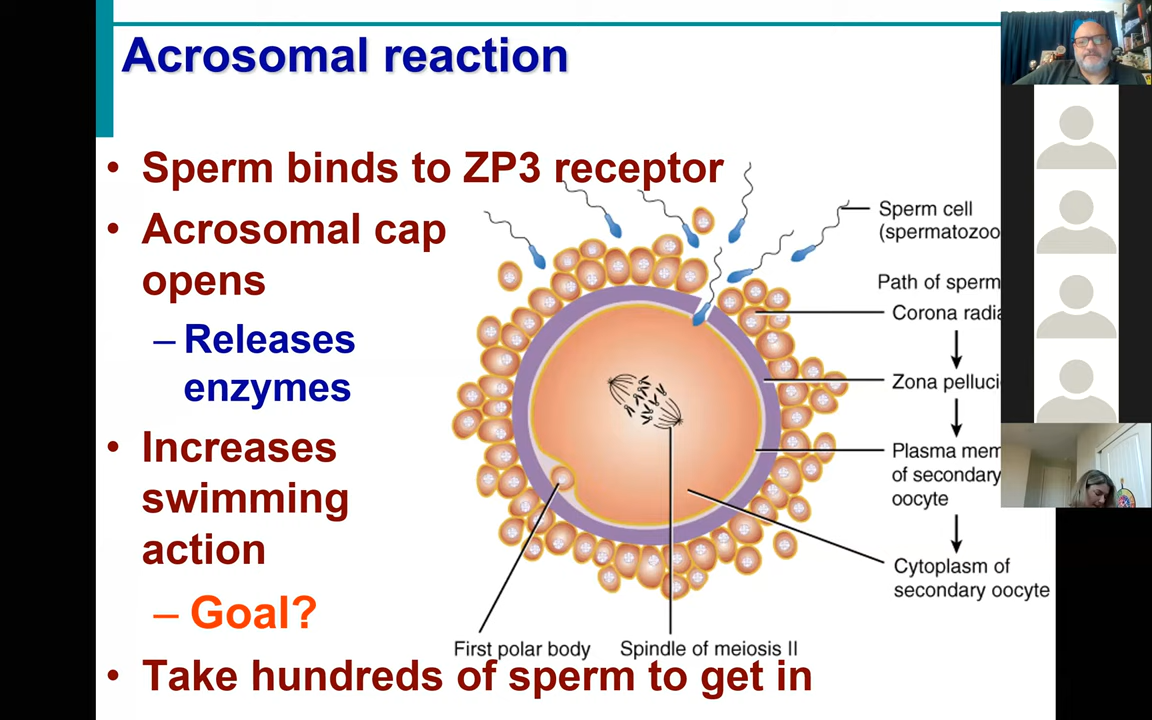 Acrosomal reaction
• Sperm binds to ZP3 receptor
• Acrosomal cap
opens
– Releases
enzymes
• Increases
swimming
action
– Goal?
• Take hundreds of sperm to get in
Sperm cell
(spermatozoo
Path of sperm
Corona radia
Zona pelluci
Plasma mem
of secondary
oocyte
Cytoplasm of
secondary oocyte
First polar body
Spindle of meiosis II